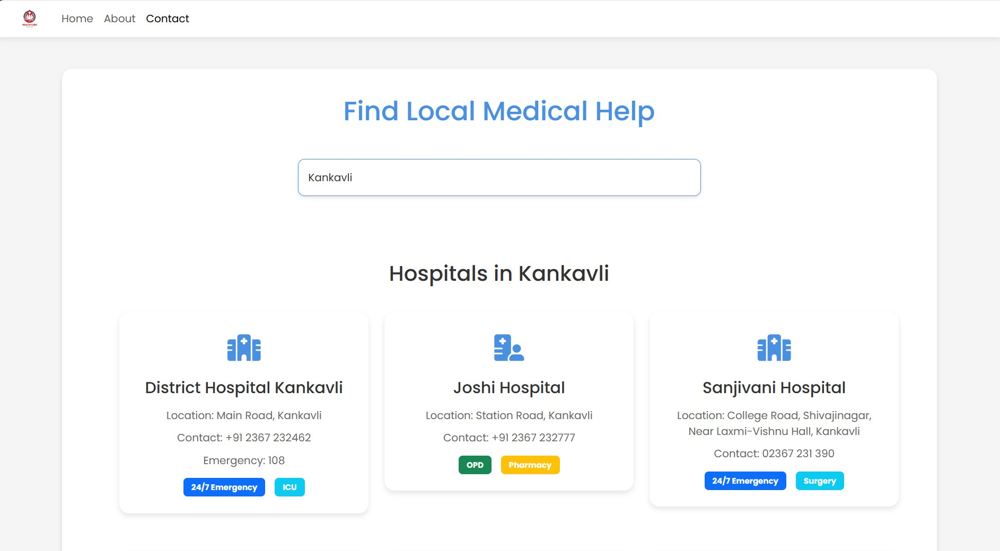 HEALTH CARE
Home About Contact
Find Local Medical Help
Kankavli
Hospitals in Kankavli
District Hospital Kankavli
Location: Main Road, Kankavli
Contact: +91 2367 232462
Emergency: 108
24/7 Emergency ICU
Joshi Hospital
Location: Station Road, Kankavli
Contact: +91 2367 232777
OPD Pharmacy
Sanjivani Hospital
Location: College Road, Shivajinagar,
Near Laxmi-Vishnu Hall, Kankavli
Contact: 02367 231 390
24/7 Emergency Surgery